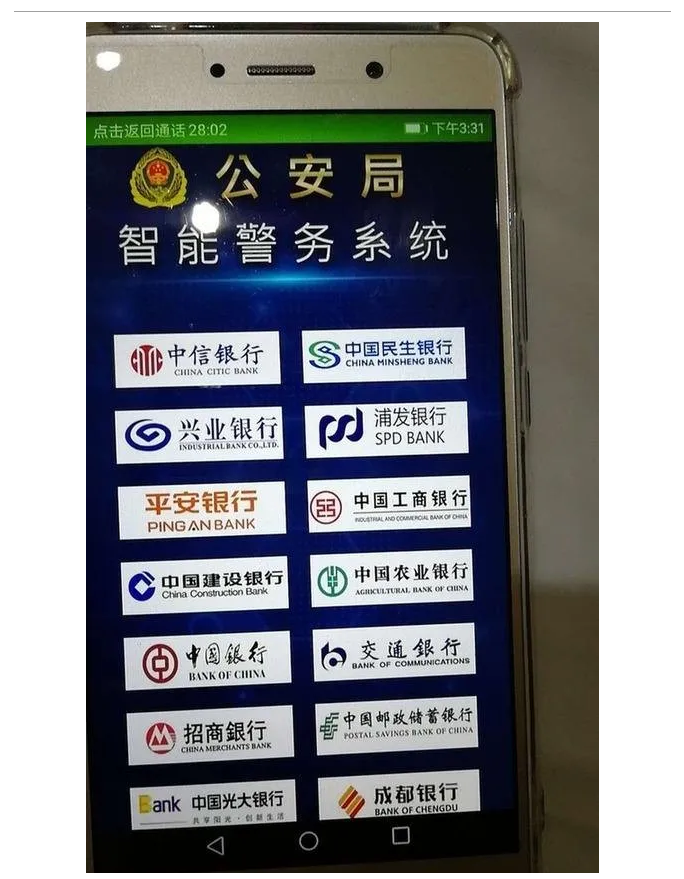 点击返回通话 28:02
下午3:31
公安局
智能警务系统
中信银行
CHINA CITIC BANK
中国民生银行
CHINA MINSHENG BANK
兴业银行
INDUSTRIAL BANK CO.,LTD.
浦发银行
SPD BANK
平安银行
PING AN BANK
中国工商银行
INDUSTRIAL AND COMMERCIAL BANK OF CHINA
中国建设银行
China Construction Bank
中国农业银行
AGRICULTURAL BANK OF CHINA
中国銀行
BANK OF CHINA
交通銀行
BANK OF COMMUNICATIONS
招商銀行
CHINA MERCHANTS BANK
中国邮政储蓄银行
POSTAL SAVINGS BANK OF CHINA
Bank 中国光大银行
共享阳光·创新生活
成都银行
BANK OF CHENGDU